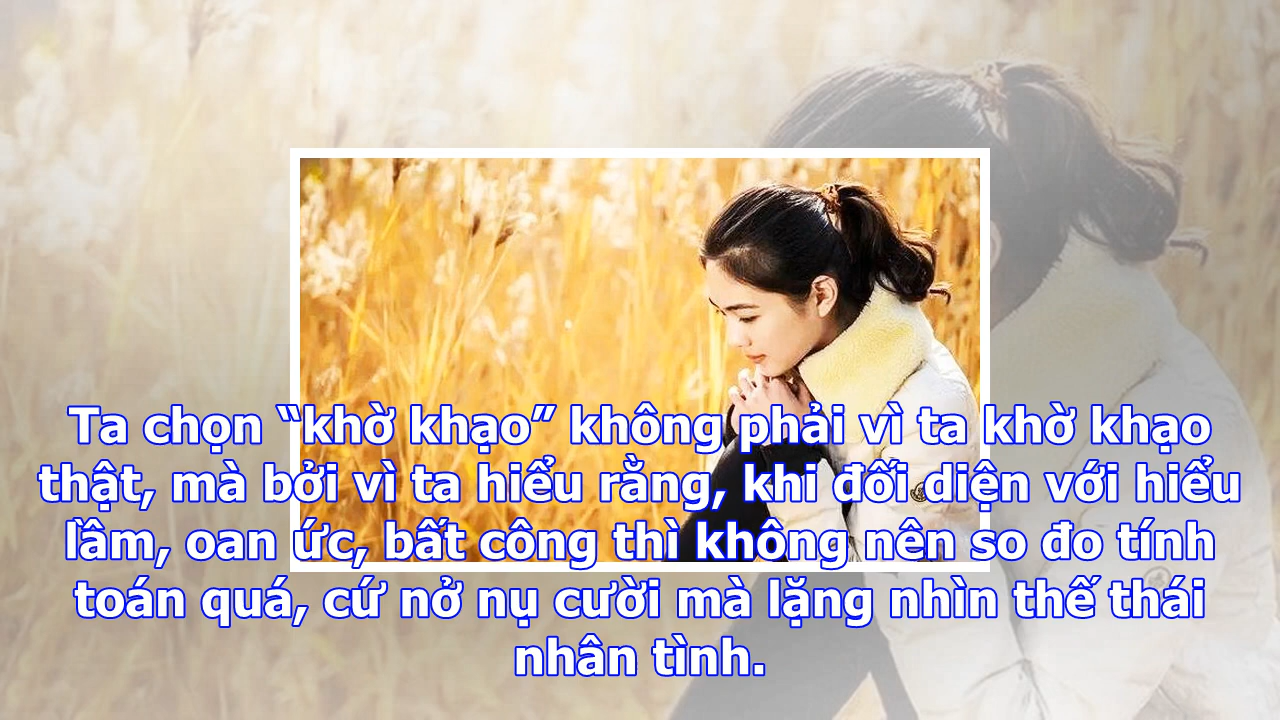 Ta chọn “khờ khạo” không phải vì ta khờ khạo
thật, mà bởi vì ta hiểu rằng, khi đối diện với hiểu
lầm, oan ức, bất công thì không nên so đo tính
toán quá, cứ nở nụ cười mà lặng nhìn thế thái
nhân tình.